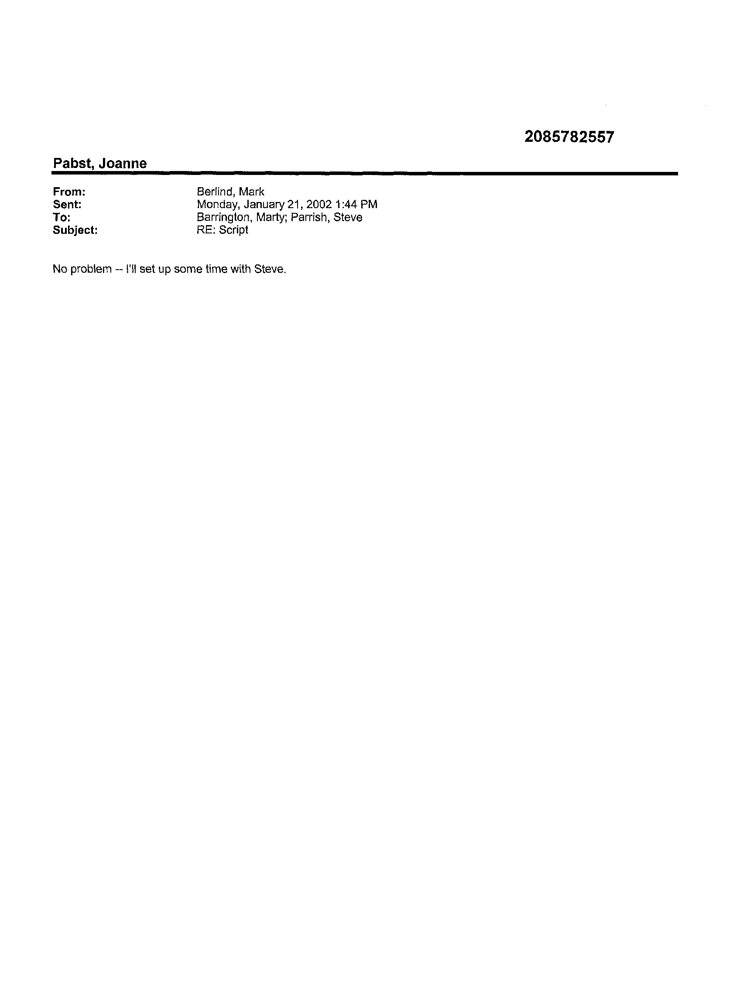 2085782557
Pabst, Joanne
From: Berlind, Mark
Sent: Monday, January 21, 2002 1:44 PM
To: Barrington, Marty; Parrish, Steve
Subject: RE: Script
No problem -- I'll set up some time with Steve.